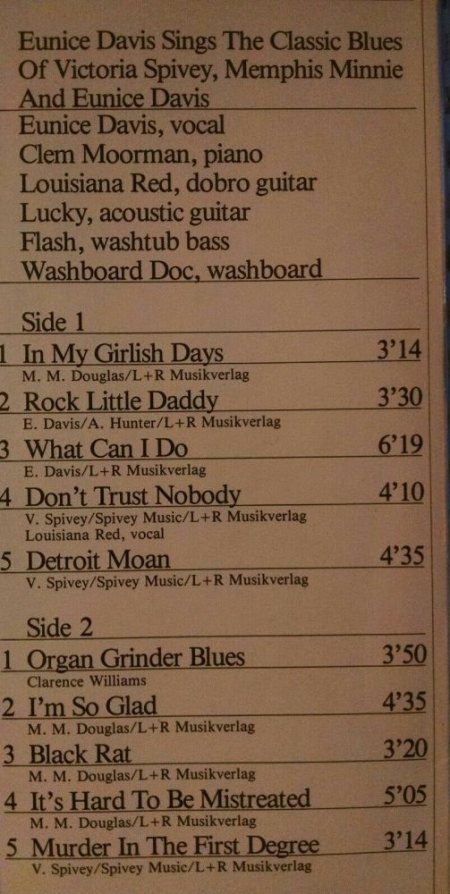 Eunice Davis Sings The Classic Blues
Of Victoria Spivey, Memphis Minnie
And Eunice Davis
Eunice Davis, vocal
Clem Moorman, piano
Louisiana Red, dobro guitar
Lucky, acoustic guitar
Flash, washtub bass
Washboard Doc, washboard
Side 1
1 In My Girlish Days 3'14
M. M. Douglas/L+R Musikverlag
2 Rock Little Daddy 3'30
E. Davis/A. Hunter/L+R Musikverlag
3 What Can I Do 6'19
E. Davis/L+R Musikverlag
4 Don't Trust Nobody 4'10
V. Spivey/Spivey Music/L+R Musikverlag
Louisiana Red, vocal
5 Detroit Moan 4'35
V. Spivey/Spivey Music/L+R Musikverlag
Side 2
1 Organ Grinder Blues 3'50
Clarence Williams
2 I'm So Glad 4'35
M. M. Douglas/L+R Musikverlag
3 Black Rat 3'20
M. M. Douglas/L+R Musikverlag
4 It's Hard To Be Mistreated 5'05
M. M. Douglas/L+R Musikverlag
5 Murder In The First Degree 3'14
V. Spivey/Spivey Music/L+R Musikverlag